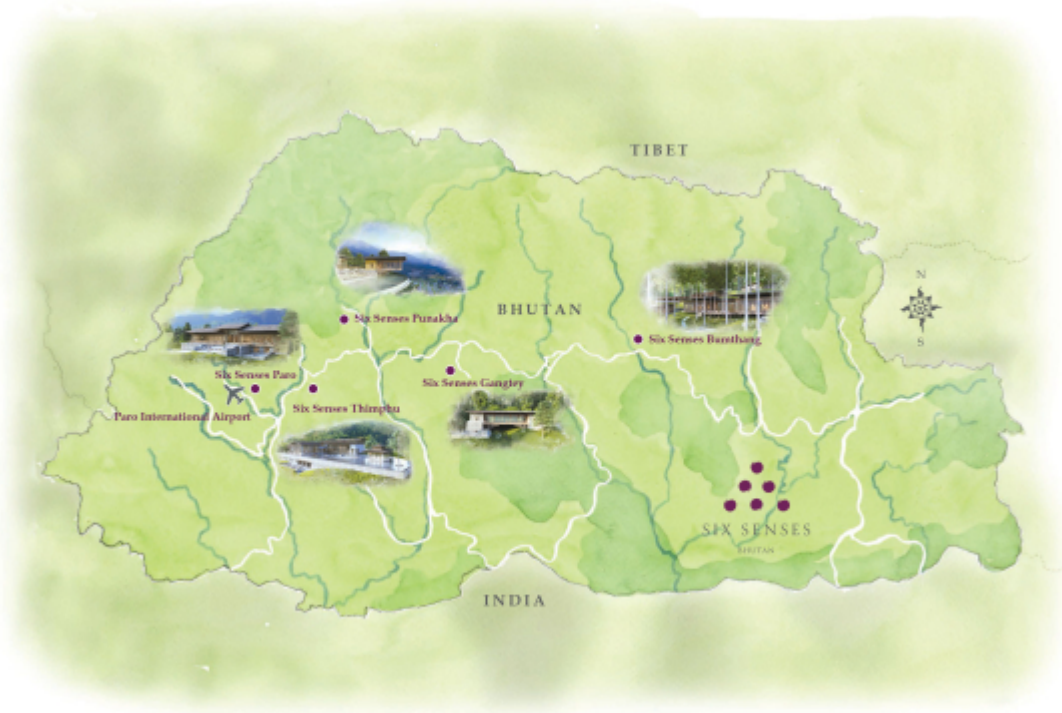 TIBET
N
S
BHUTAN
Six Senses Punakha
Six Senses Bumthang
Six Senses Paro
Six Senses Gangtey
Six Senses Thimphu
Paro International Airport
SIX SENSES
BHUTAN
INDIA